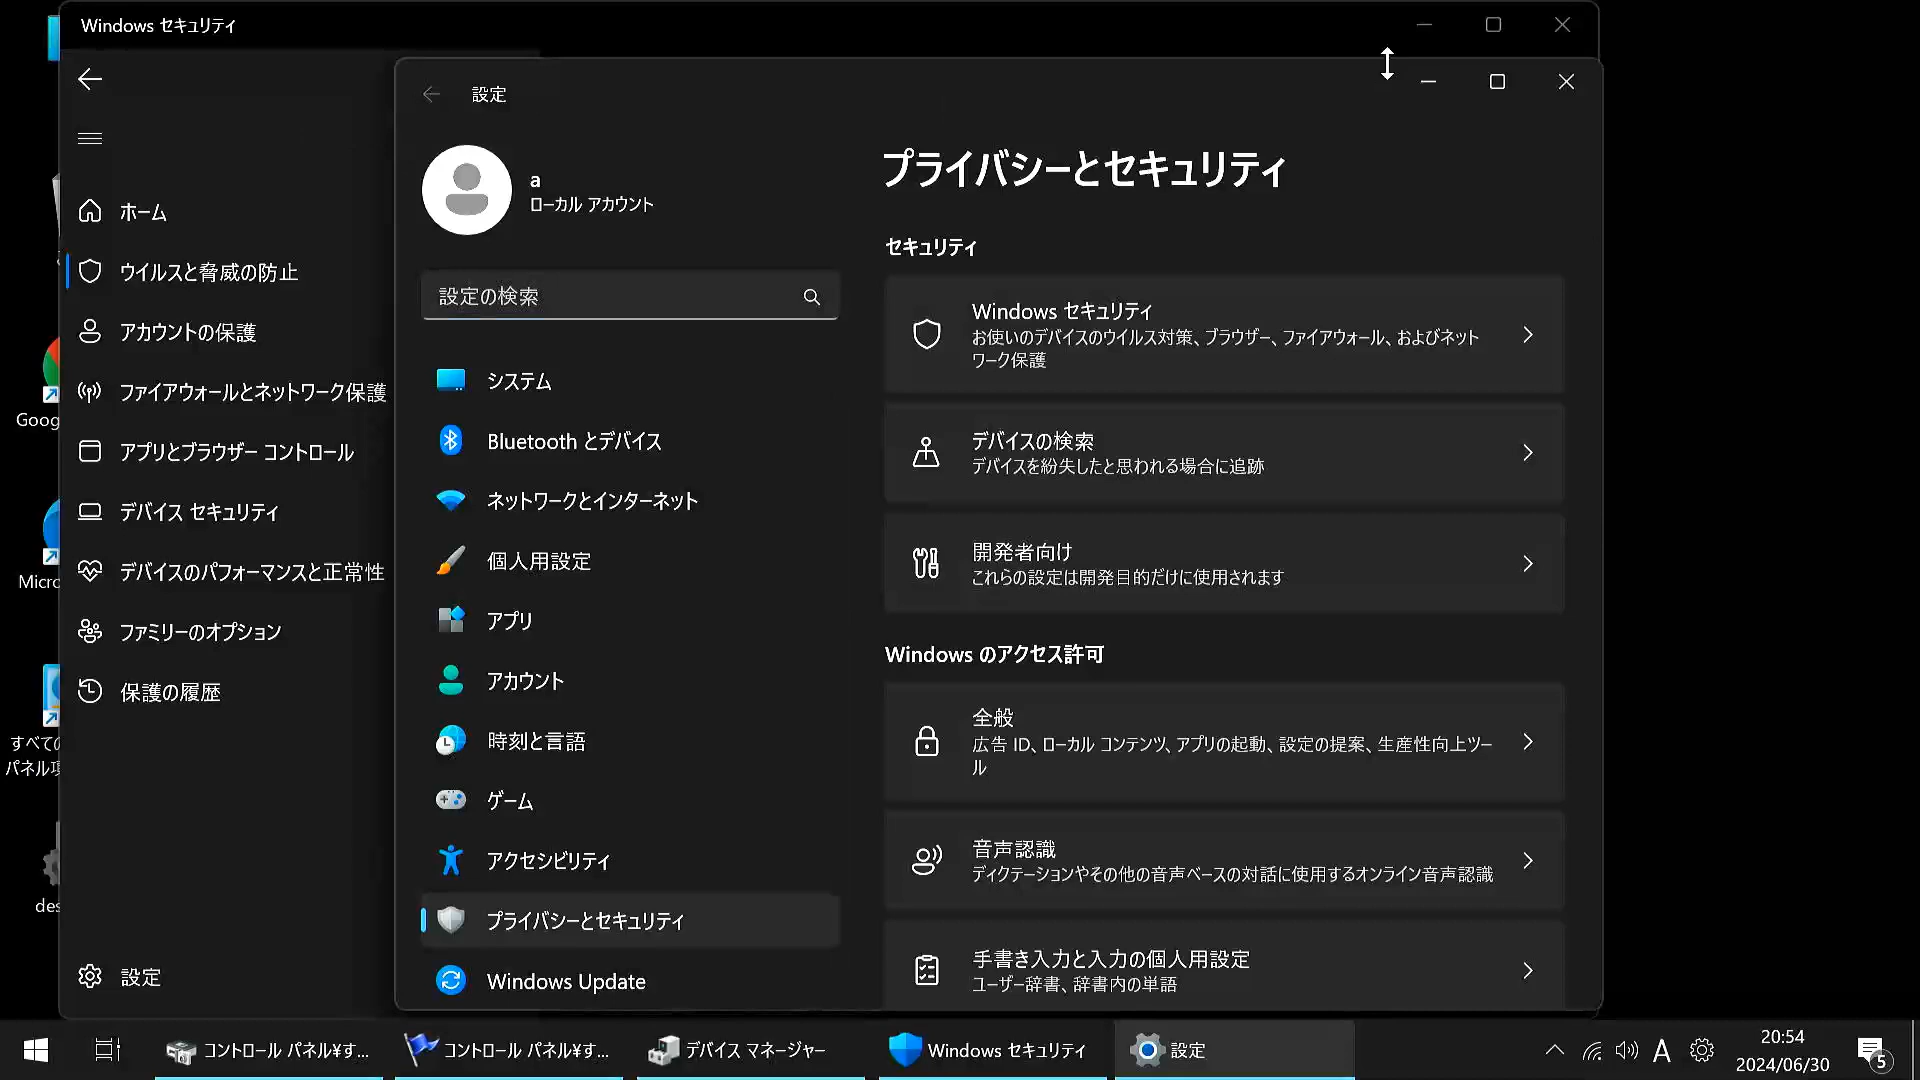 Windows セキュリティ
ホーム
ウイルスと脅威の防止
アカウントの保護
ファイアウォールとネットワーク保護
アプリとブラウザー コントロール
デバイス セキュリティ
デバイスのパフォーマンスと正常性
ファミリーのオプション
保護の履歴
設定
Goog
Micro
すべての
パネル項
des
設定
a
ローカル アカウント
設定の検索
システム
Bluetooth とデバイス
ネットワークとインターネット
個人用設定
アプリ
アカウント
時刻と言語
ゲーム
アクセシビリティ
プライバシーとセキュリティ
Windows Update
プライバシーとセキュリティ
セキュリティ
Windows セキュリティ
お使いのデバイスのウイルス対策、ブラウザー、ファイアウォール、およびネット
ワーク保護
デバイスの検索
デバイスを紛失したと思われる場合に追跡
開発者向け
これらの設定は開発目的だけに使用されます
Windows のアクセス許可
全般
広告 ID、ローカル コンテンツ、アプリの起動、設定の提案、生産性向上ツー
ル
音声認識
ディクテーションやその他の音声ベースの対話に使用するオンライン音声認識
手書き入力と入力の個人用設定
ユーザー辞書、辞書内の単語
コントロール パネル¥す...
コントロール パネル¥す...
デバイス マネージャー
Windows セキュリティ
設定
A
20:54
2024/06/30
5